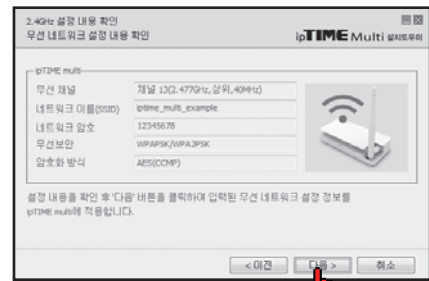 2.4GHz 설정 내용 확인
무선 네트워크 설정 내용 확인
ipTIME Multi 설치도우미
ipTIME multi
무선 채널 채널 13(2.477GHz,상위,40MHz)
네트워크 이름(SSID) iptime_multi_example
네트워크 암호 12345678
무선보안 WPAPSK/WPA2PSK
암호화 방식 AES(CCMP)
설정 내용을 확인 후 '다음' 버튼을 클릭하여 입력된 무선 네트워크 설정 정보를
ipTIME multi에 적용합니다.
< 이전 다음 > 취소